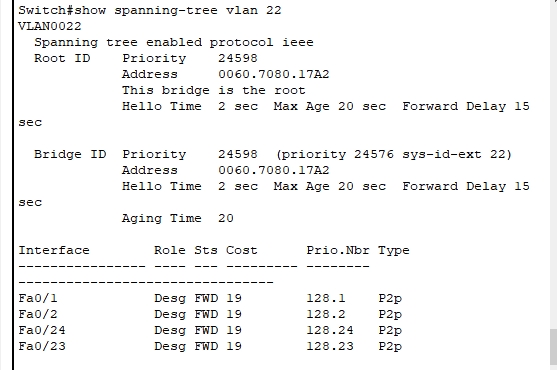 Switch#show spanning-tree vlan 22
VLAN0022
  Spanning tree enabled protocol ieee
  Root ID    Priority    24598
             Address     0060.7080.17A2
             This bridge is the root
             Hello Time  2 sec  Max Age 20 sec  Forward Delay 15
sec

  Bridge ID  Priority    24598  (priority 24576 sys-id-ext 22)
             Address     0060.7080.17A2
             Hello Time  2 sec  Max Age 20 sec  Forward Delay 15
sec
             Aging Time  20

Interface        Role Sts Cost      Prio.Nbr Type
---------------- ---- --- --------- --------
--------------------------------
Fa0/1            Desg FWD 19        128.1    P2p
Fa0/2            Desg FWD 19        128.2    P2p
Fa0/24           Desg FWD 19        128.24   P2p
Fa0/23           Desg FWD 19        128.23   P2p